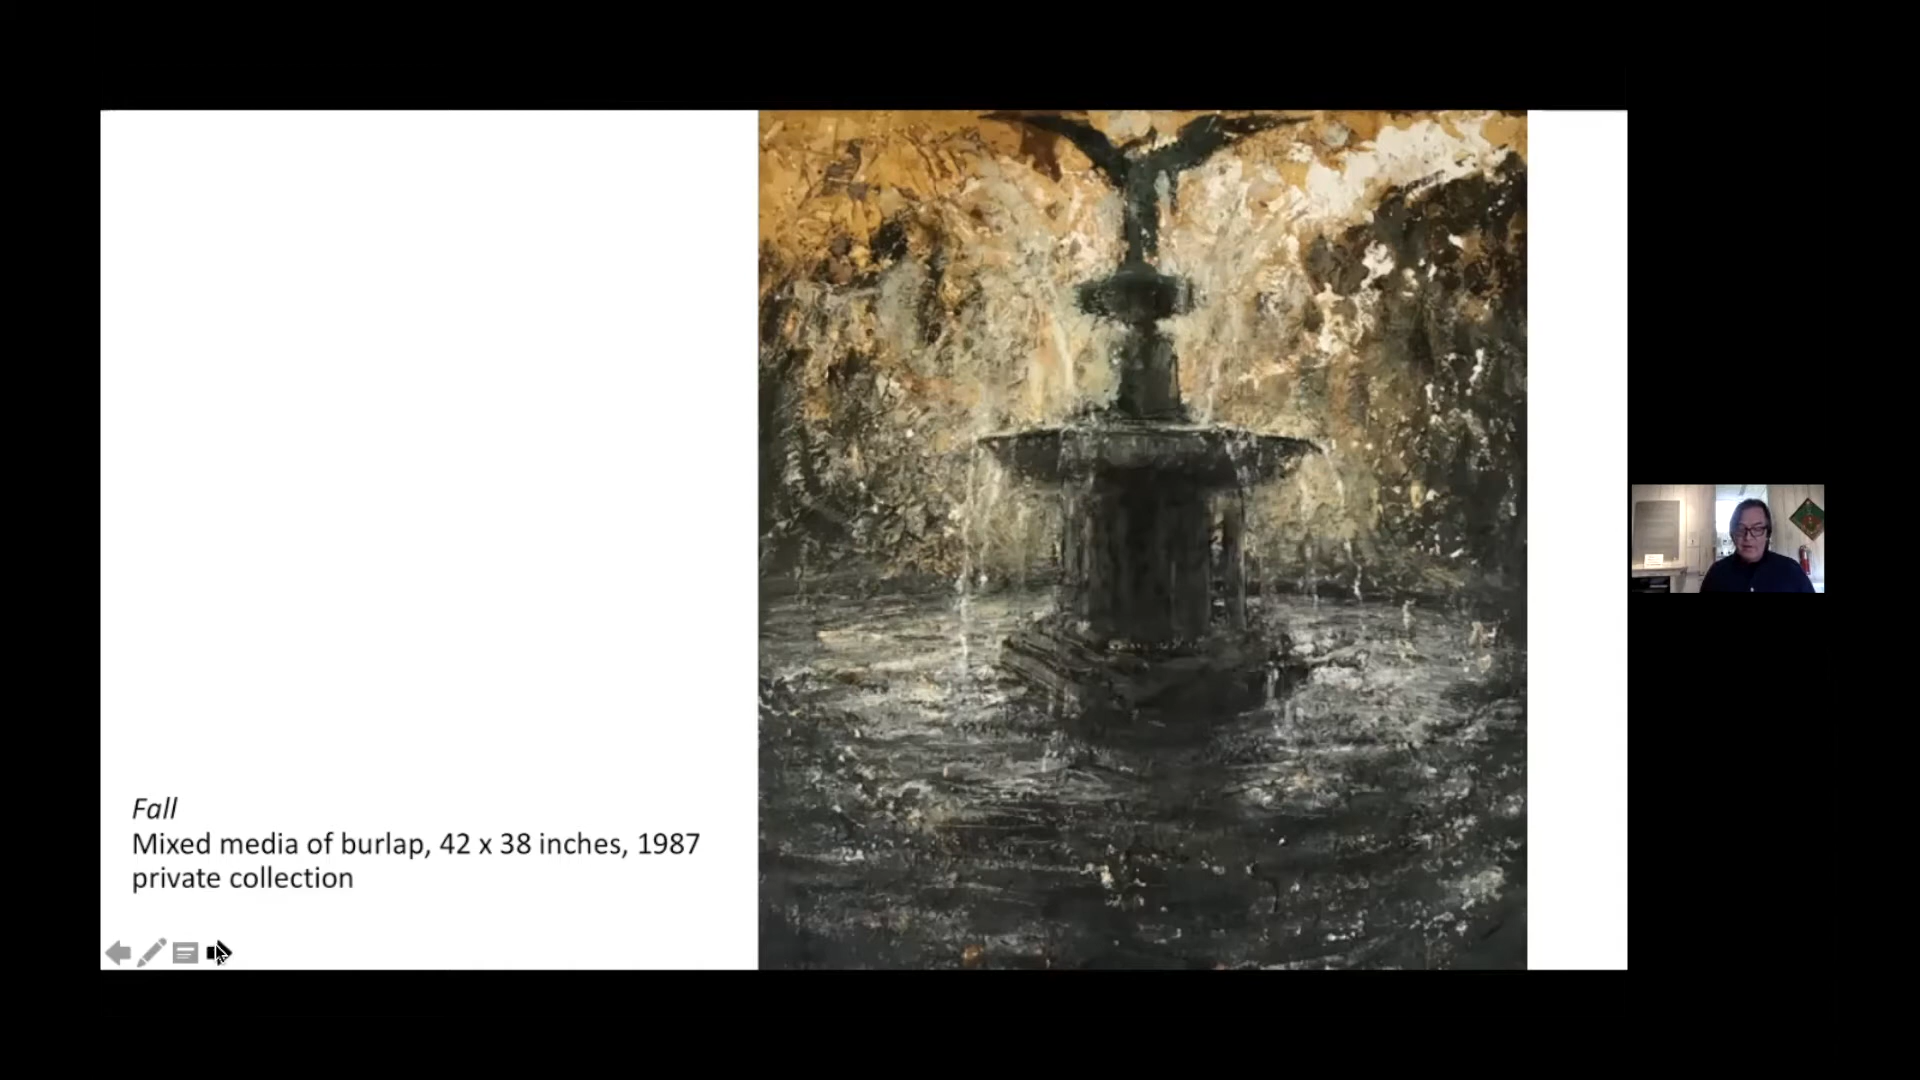 Fall
Mixed media of burlap, 42 x 38 inches, 1987
private collection